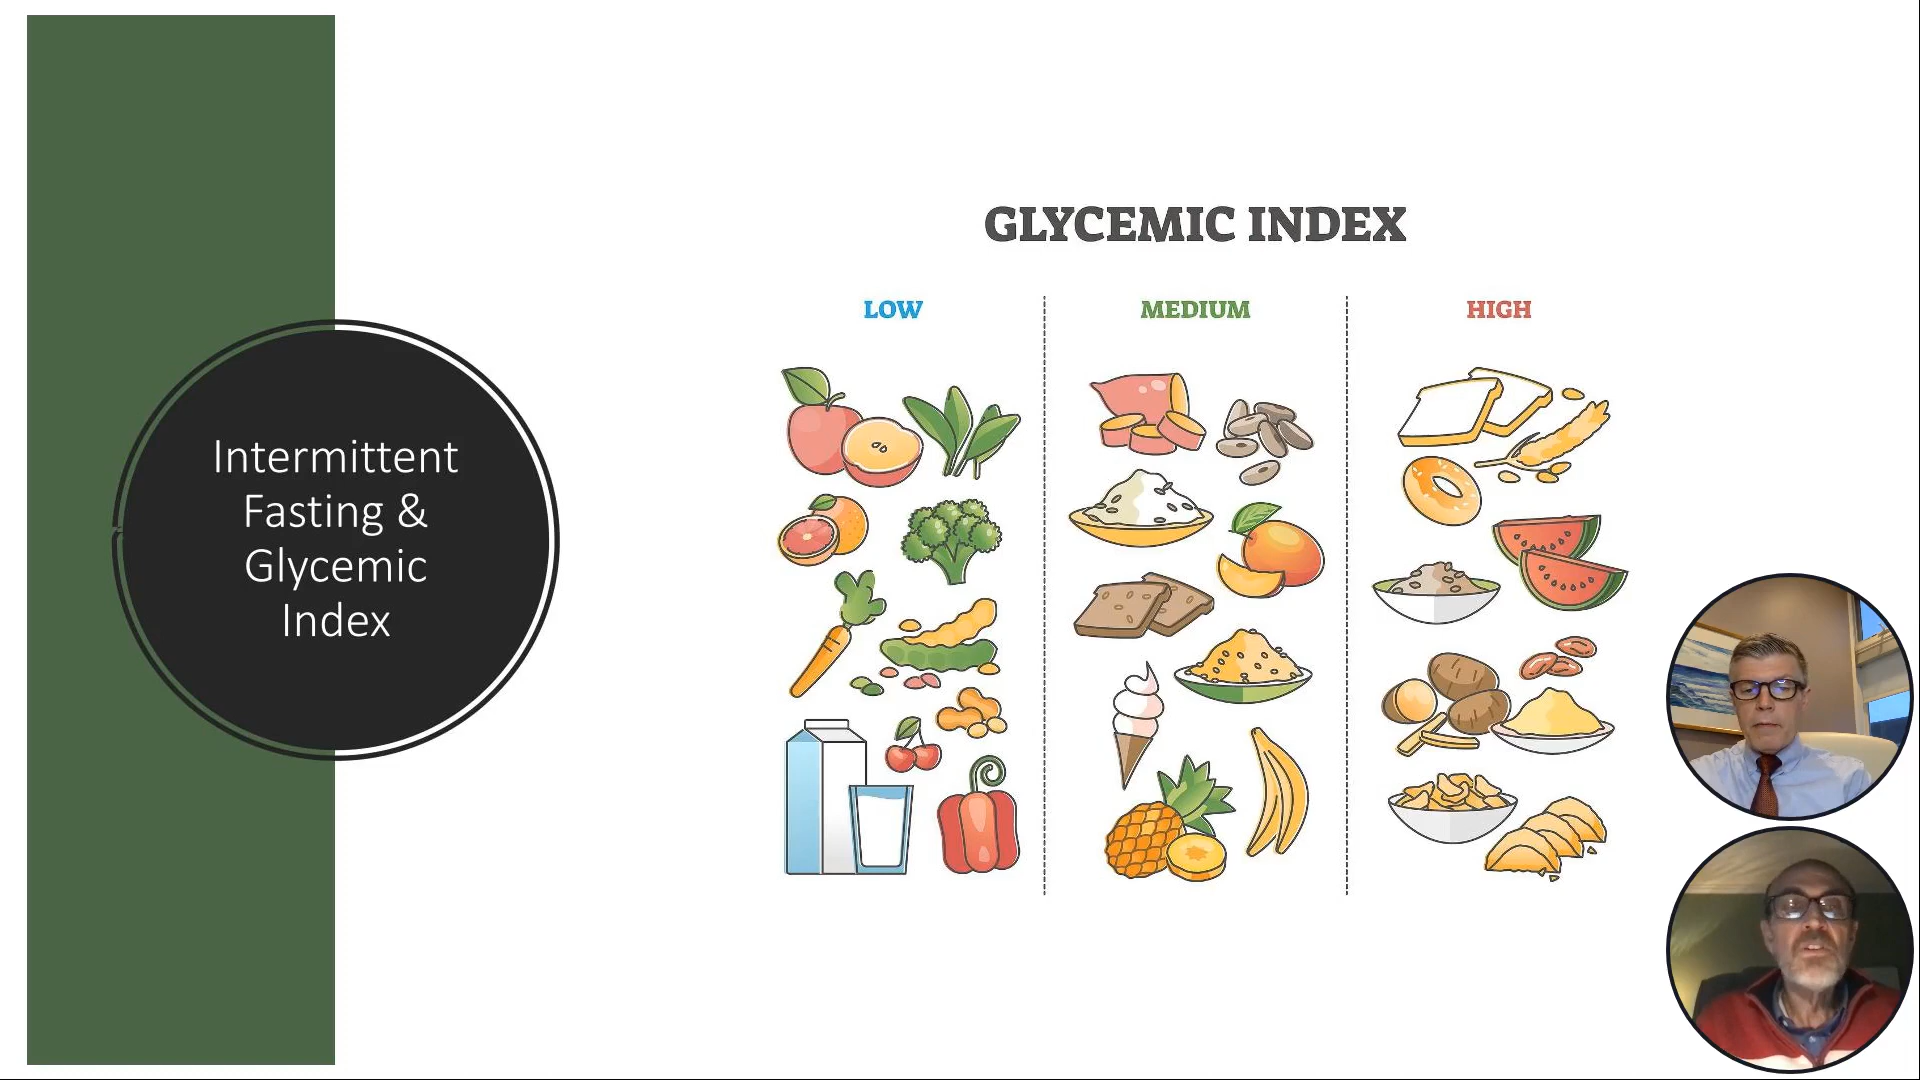 Intermittent
Fasting &
Glycemic
Index
GLYCEMIC INDEX
LOW
MEDIUM
HIGH